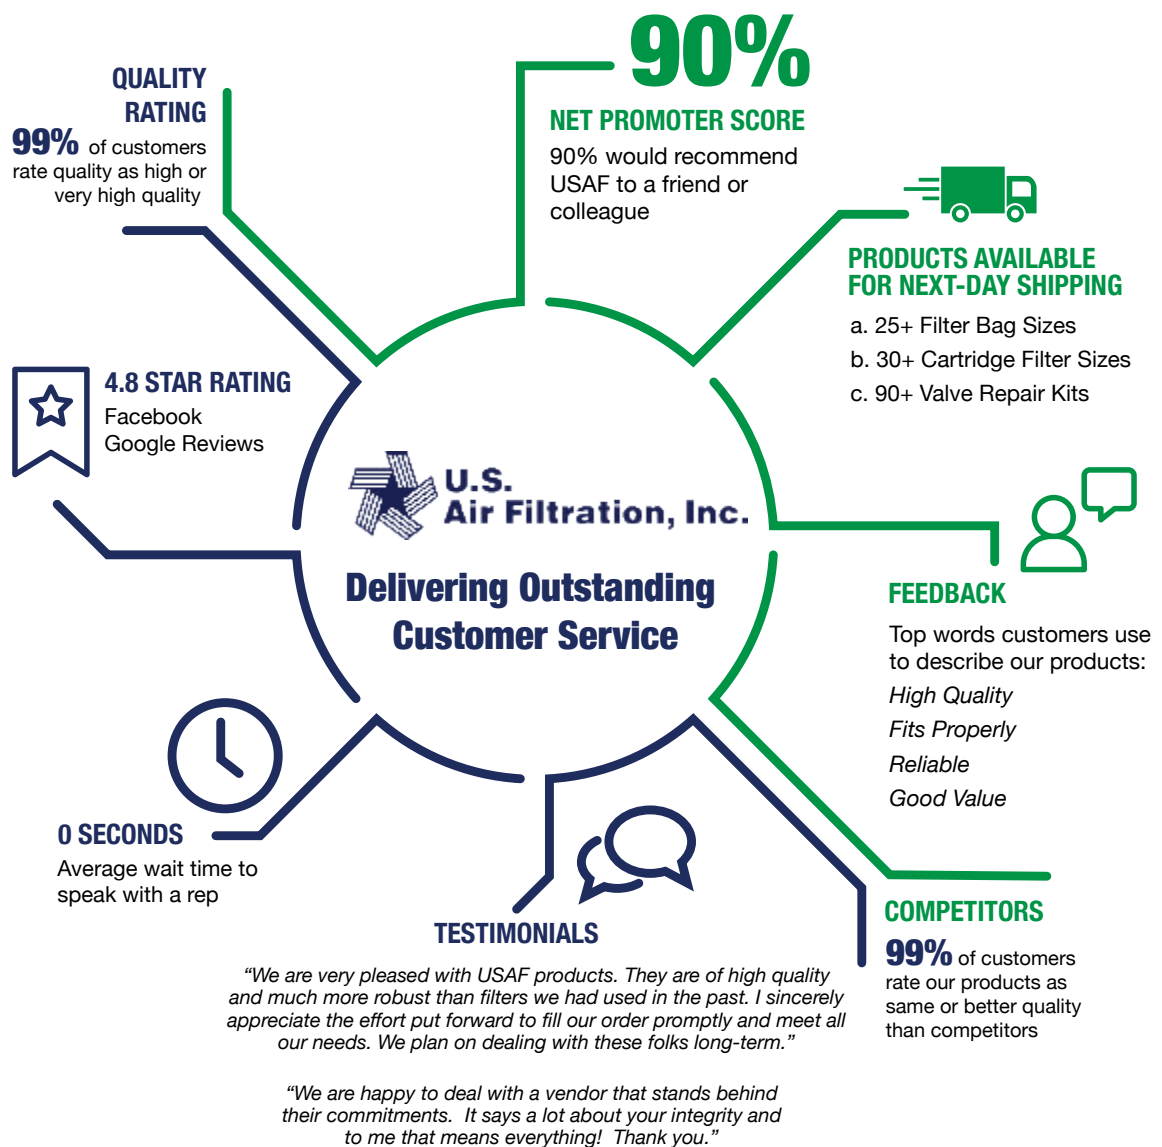 90%
NET PROMOTER SCORE
90% would recommend
USAF to a friend or
colleague
QUALITY
RATING
99% of customers
rate quality as high or
very high quality
PRODUCTS AVAILABLE
FOR NEXT-DAY SHIPPING
a. 25+ Filter Bag Sizes
b. 30+ Cartridge Filter Sizes
c. 90+ Valve Repair Kits
4.8 STAR RATING
Facebook
Google Reviews
U.S.
Air Filtration, Inc.
Delivering Outstanding
Customer Service
FEEDBACK
Top words customers use
to describe our products:
High Quality
Fits Properly
Reliable
Good Value
0 SECONDS
Average wait time to
speak with a rep
COMPETITORS
99% of customers
rate our products as
same or better quality
than competitors
TESTIMONIALS
“We are very pleased with USAF products. They are of high quality
and much more robust than filters we had used in the past. I sincerely
appreciate the effort put forward to fill our order promptly and meet all
our needs. We plan on dealing with these folks long-term.”
“We are happy to deal with a vendor that stands behind
their commitments.  It says a lot about your integrity and
to me that means everything!  Thank you.”